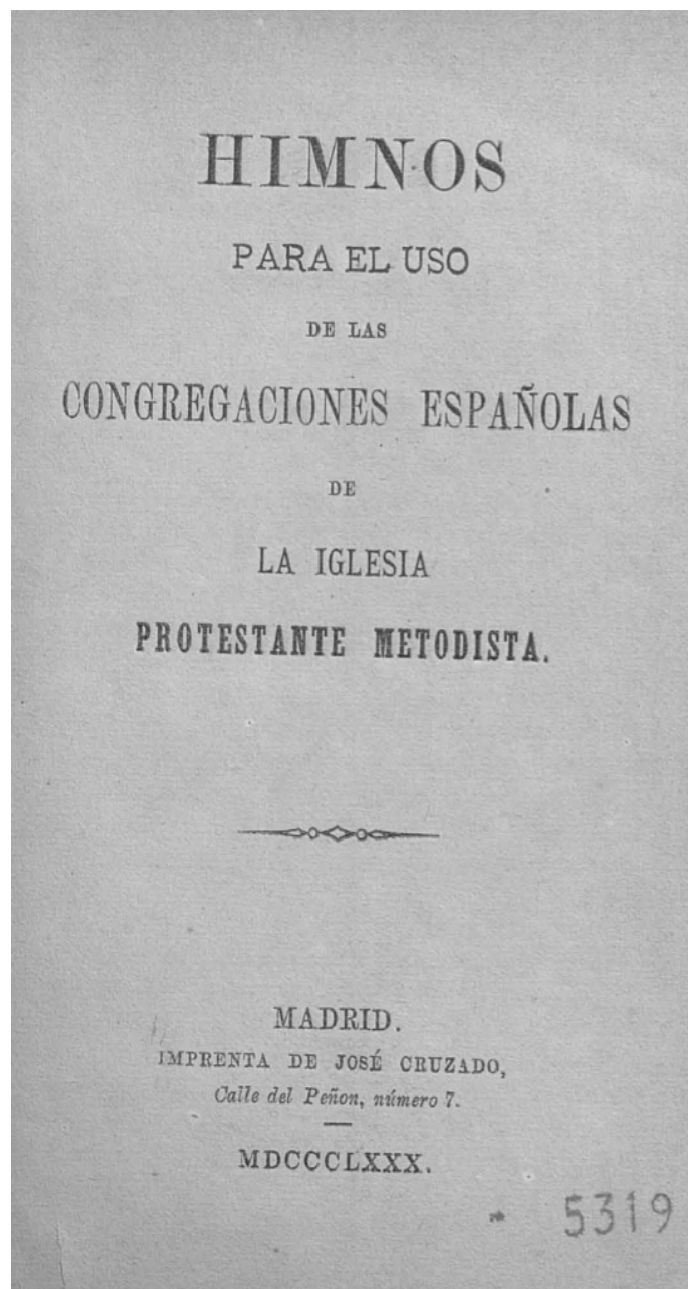 HIMNOS
PARA EL USO
DE LAS
CONGREGACIONES ESPAÑOLAS
DE
LA IGLESIA
PROTESTANTE METODISTA.
MADRID.
IMPRENTA DE JOSÉ CRUZADO,
Calle del Peñon, número 7.
MDCCCLXXX.
5319